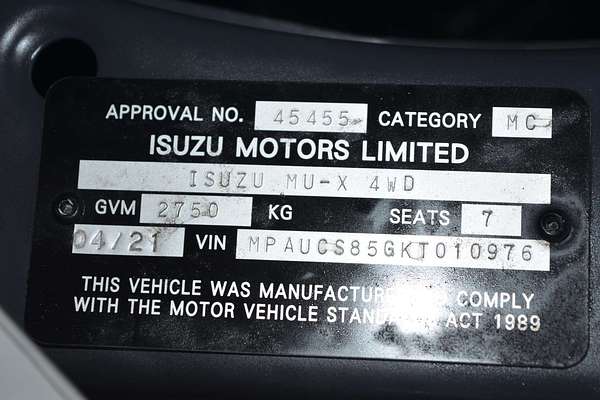 APPROVAL NO. 45455 CATEGORY MC
ISUZU MOTORS LIMITED
ISUZU MU-X 4WD
GVM 2750 KG SEATS 7
04/21 VIN MPAUCS85GKT010976
THIS VEHICLE WAS MANUFACTURED TO COMPLY
WITH THE MOTOR VEHICLE STANDARDS ACT 1989